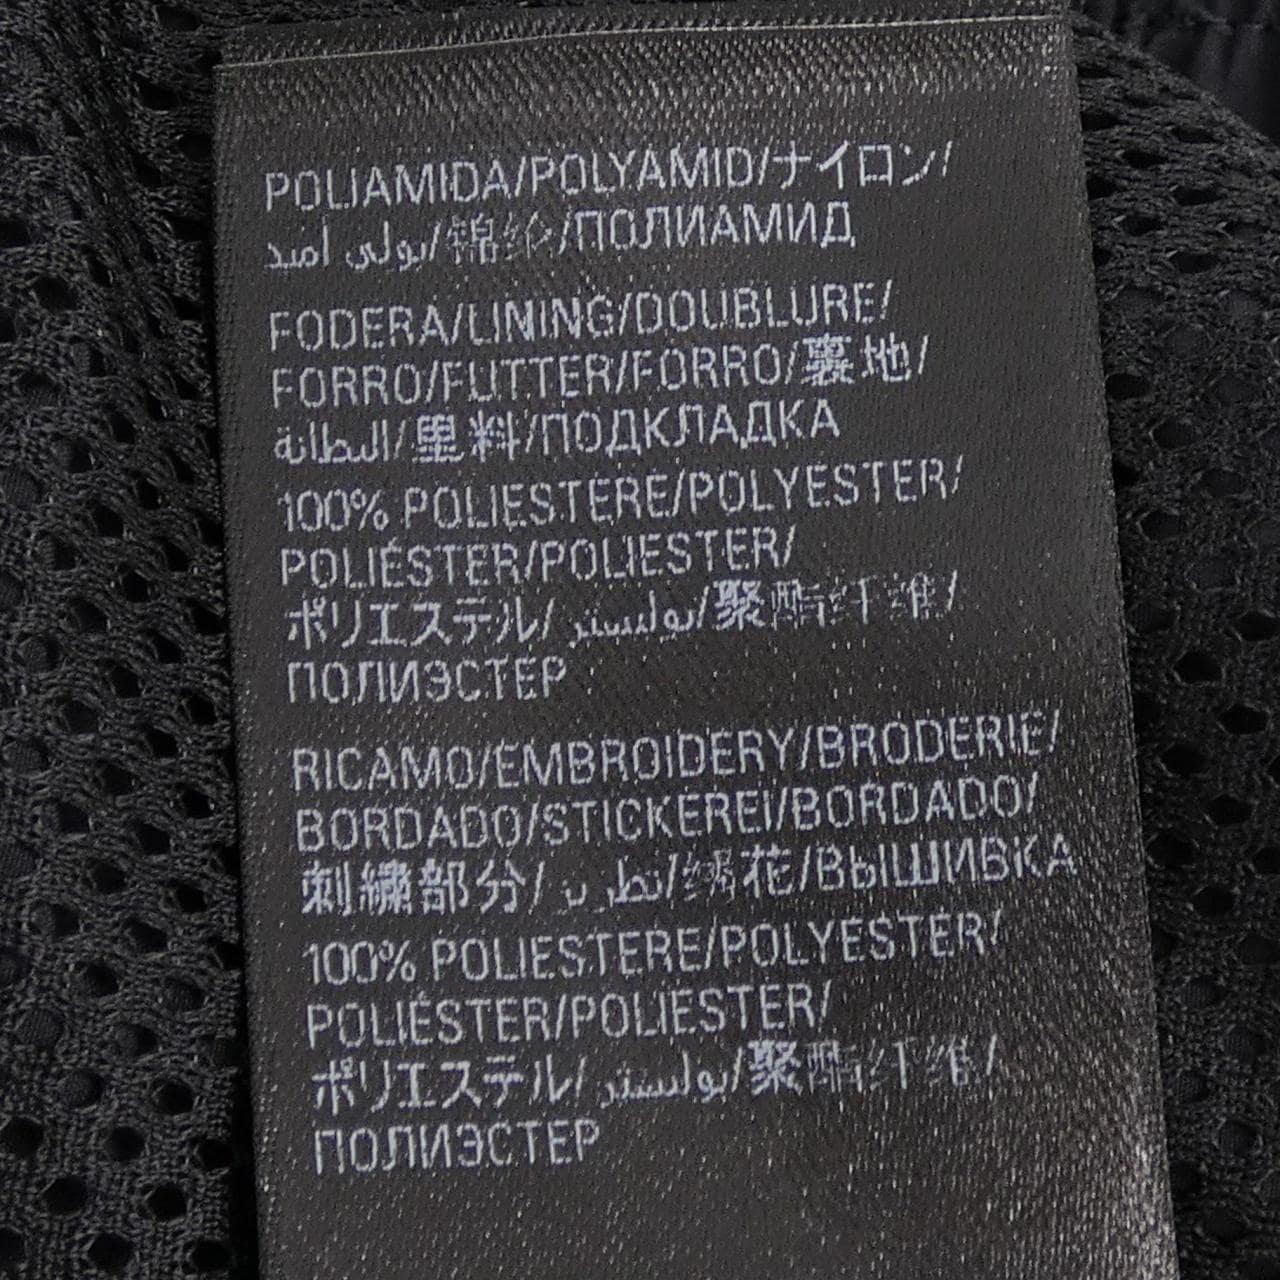 POLIAMIDA/POLYAMID/ナイロン/
بولي أميد/锦纶/ПОЛИАМИД
FODERA/LINING/DOUBLURE/
FORRO/FUTTER/FORRO/裏地/
البطانة/里料/ПОДКЛАДКА
100% POLIESTERE/POLYESTER/
POLIÉSTER/POLIESTER/
ポリエステル/بوليستر/聚酯纤维/
ПОЛИЭСТЕР
RICAMO/EMBROIDERY/BRODERIE/
BORDADO/STICKEREI/BORDADO/
刺繍部分/تطريز/绣花/ВЫШИВКА
100% POLIESTERE/POLYESTER/
POLIÉSTER/POLIESTER/
ポリエステル/بوليستر/聚酯纤维/
ПОЛИЭСТЕР